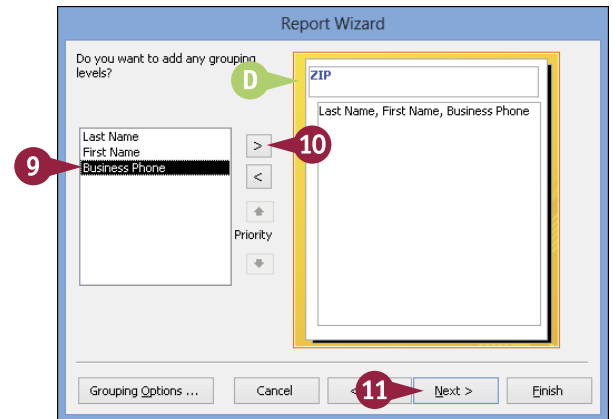 Report Wizard
Do you want to add any grouping
levels?
D
ZIP
Last Name, First Name, Business Phone
Last Name
First Name
Business Phone
9
>
10
<
Priority
Grouping Options ...
Cancel
<
11
Next >
Finish